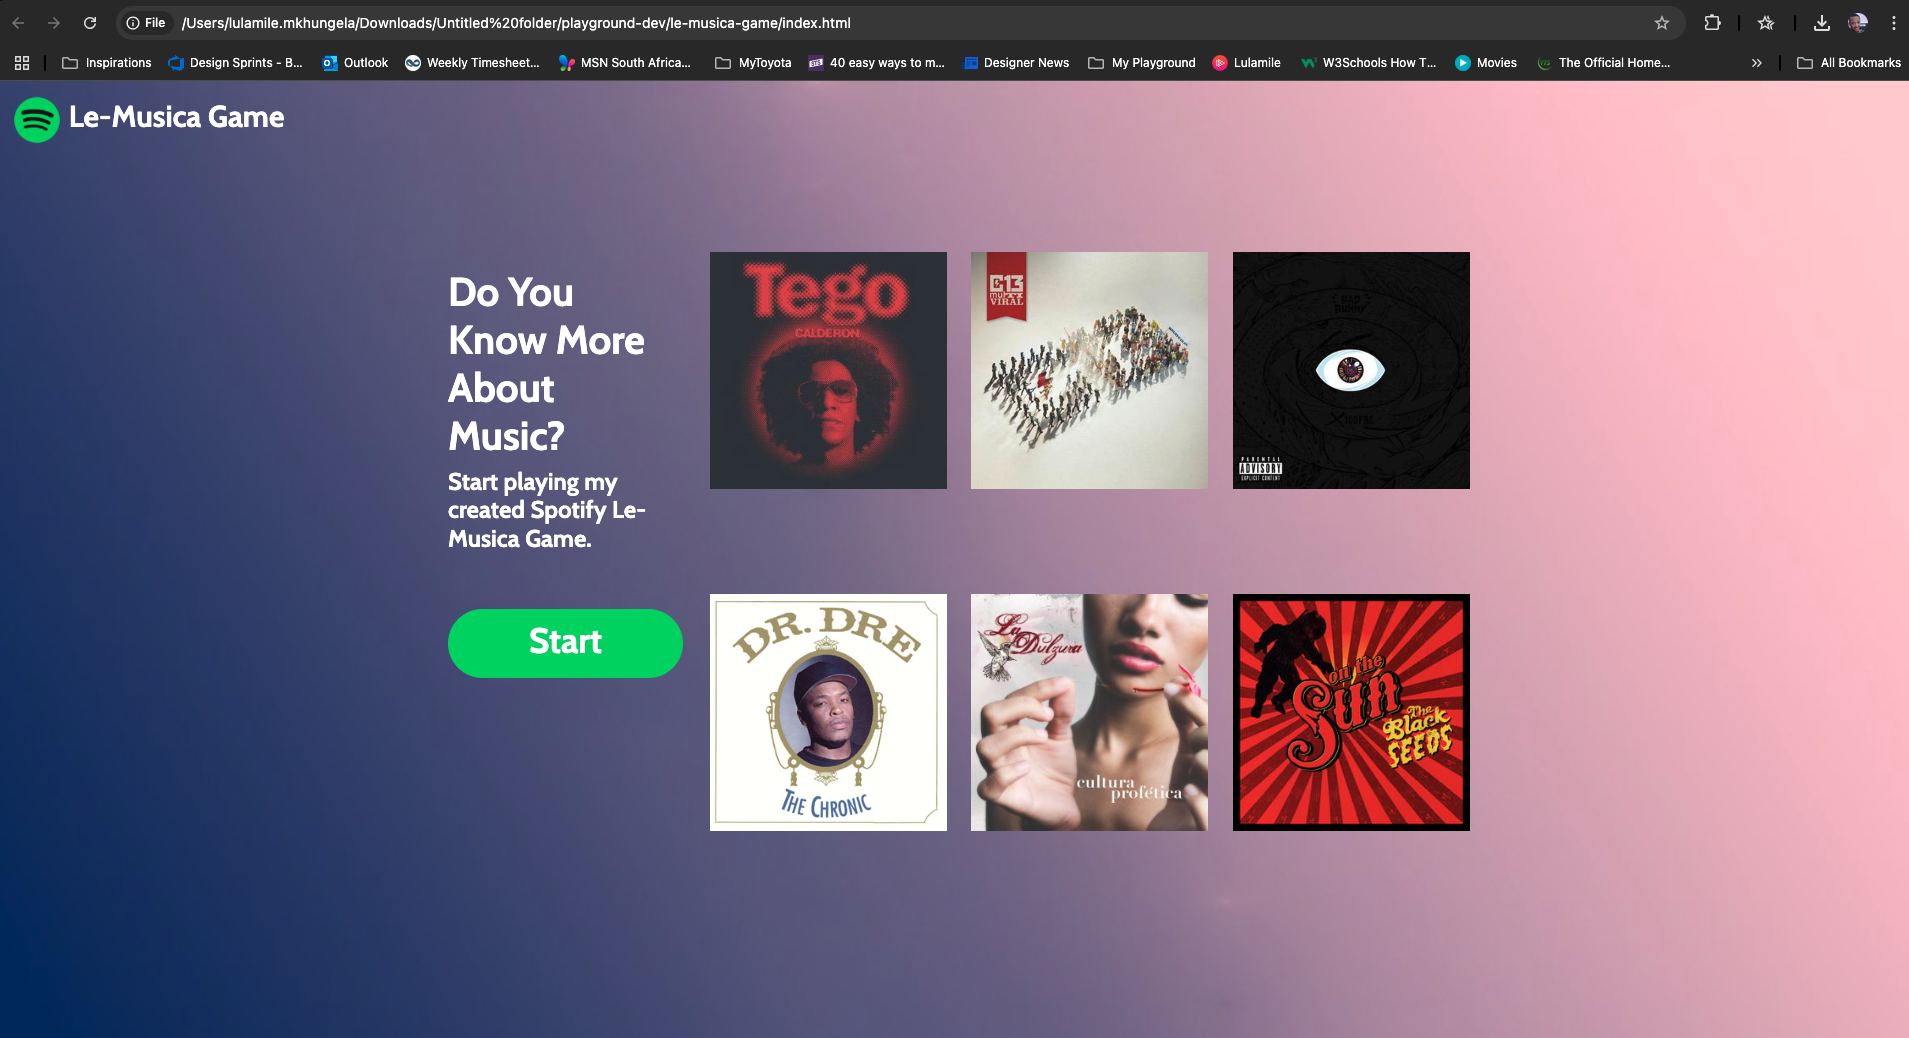 File /Users/lulamile.mkhungela/Downloads/Untitled%20folder/playground-dev/le-musica-game/index.html
Inspirations Design Sprints - B... Outlook Weekly Timesheet... MSN South Africa... MyToyota 40 easy ways to m... Designer News My Playground Lulamile W3Schools How T... Movies The Official Home... All Bookmarks
Le-Musica Game
Do You
Know More
About
Music?
Start playing my
created Spotify Le-
Musica Game.
Start
Tego
CALDERON
MULTI
VIRAL
BAD
BUNNY
X 100PRE
PARENTAL
ADVISORY
EXPLICIT CONTENT
DR. DRE
THE CHRONIC
La
Dulzura
cultura
profética
on the
Sun
The
Black
SEEDS